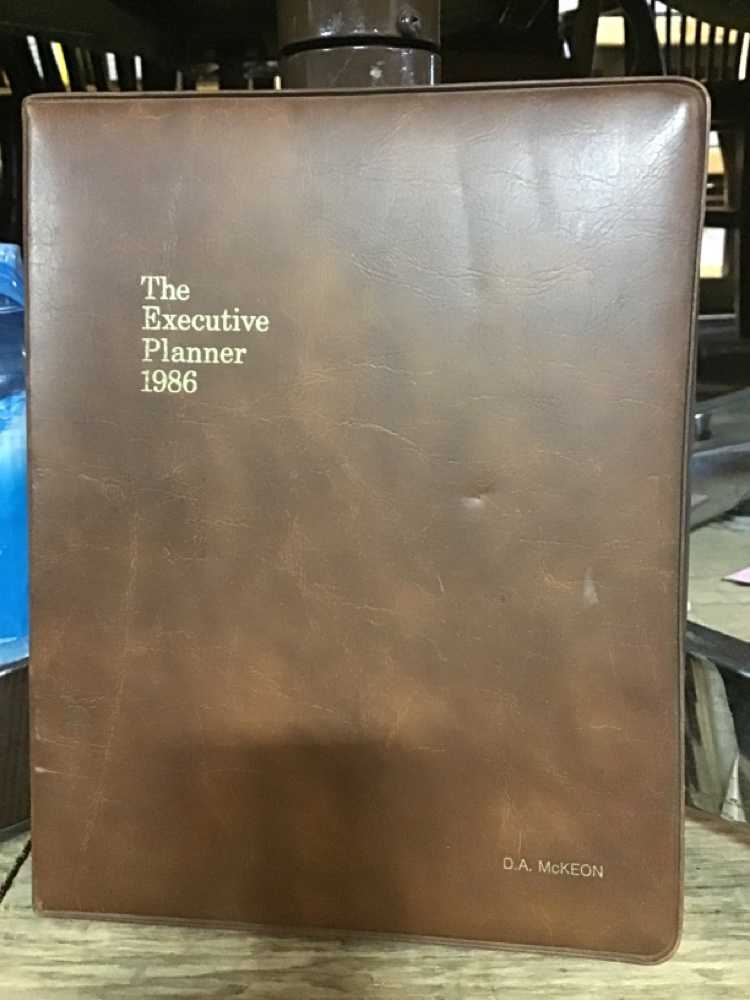 The
Executive
Planner
1986
D.A. McKEON